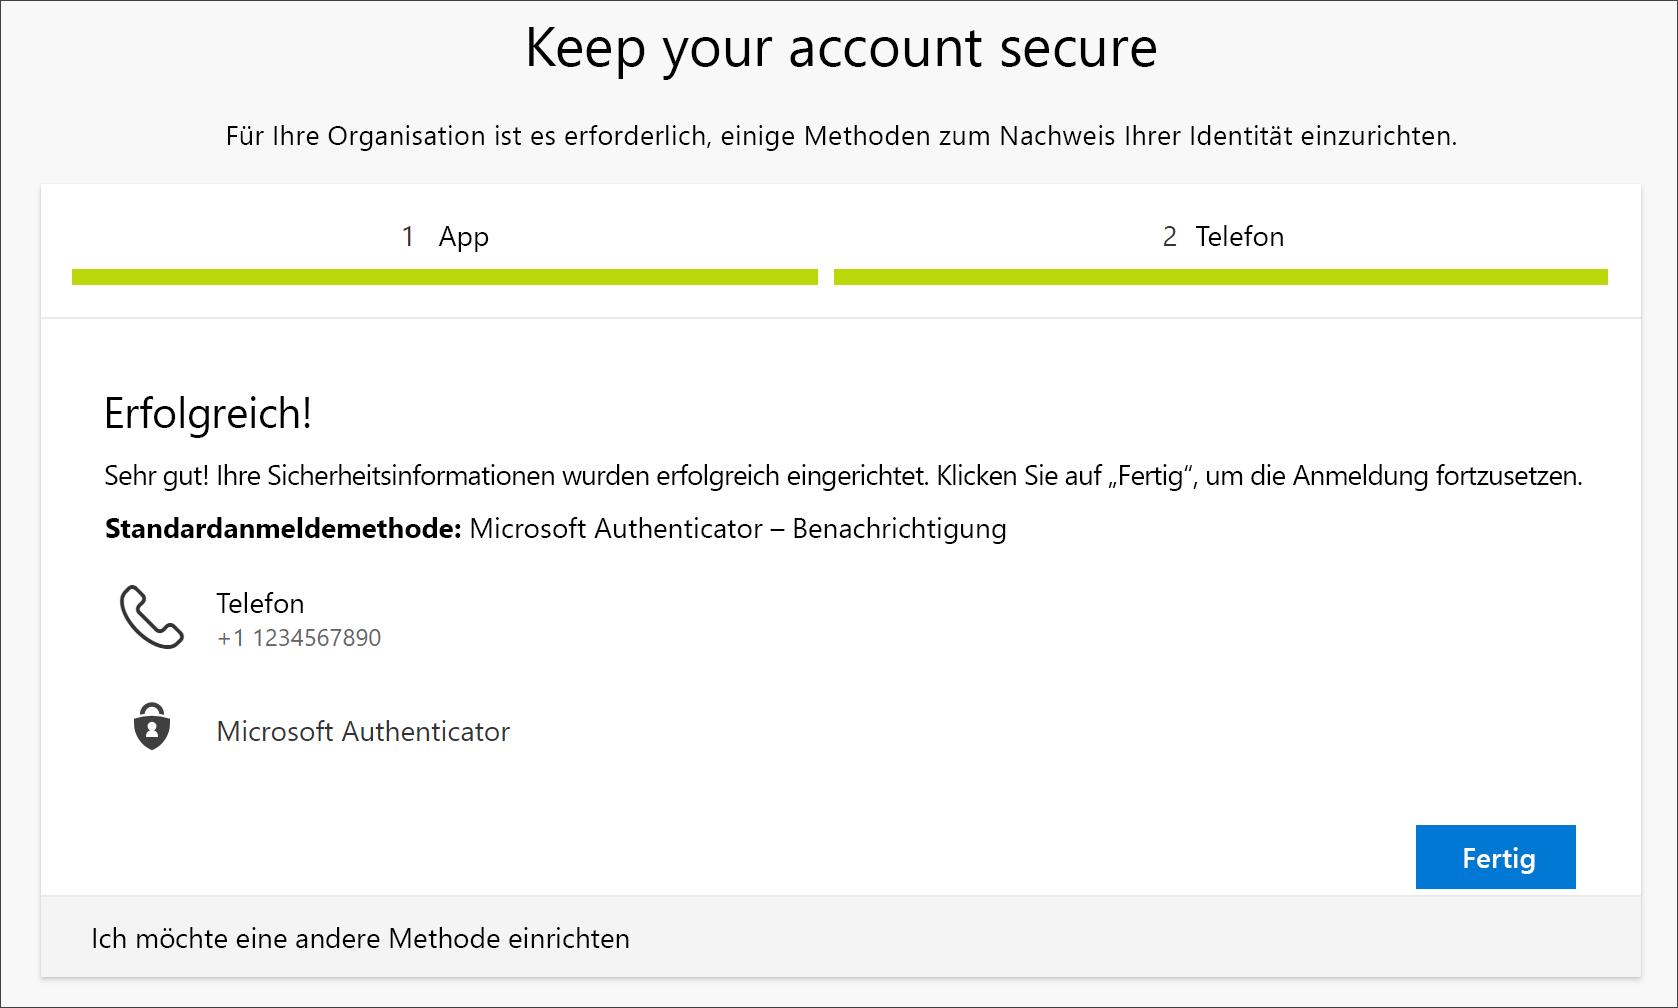 Keep your account secure
Für Ihre Organisation ist es erforderlich, einige Methoden zum Nachweis Ihrer Identität einzurichten.
1 App
2 Telefon
Erfolgreich!
Sehr gut! Ihre Sicherheitsinformationen wurden erfolgreich eingerichtet. Klicken Sie auf „Fertig“, um die Anmeldung fortzusetzen.
Standardanmeldemethode: Microsoft Authenticator – Benachrichtigung
Telefon
+1 1234567890
Microsoft Authenticator
Fertig
Ich möchte eine andere Methode einrichten